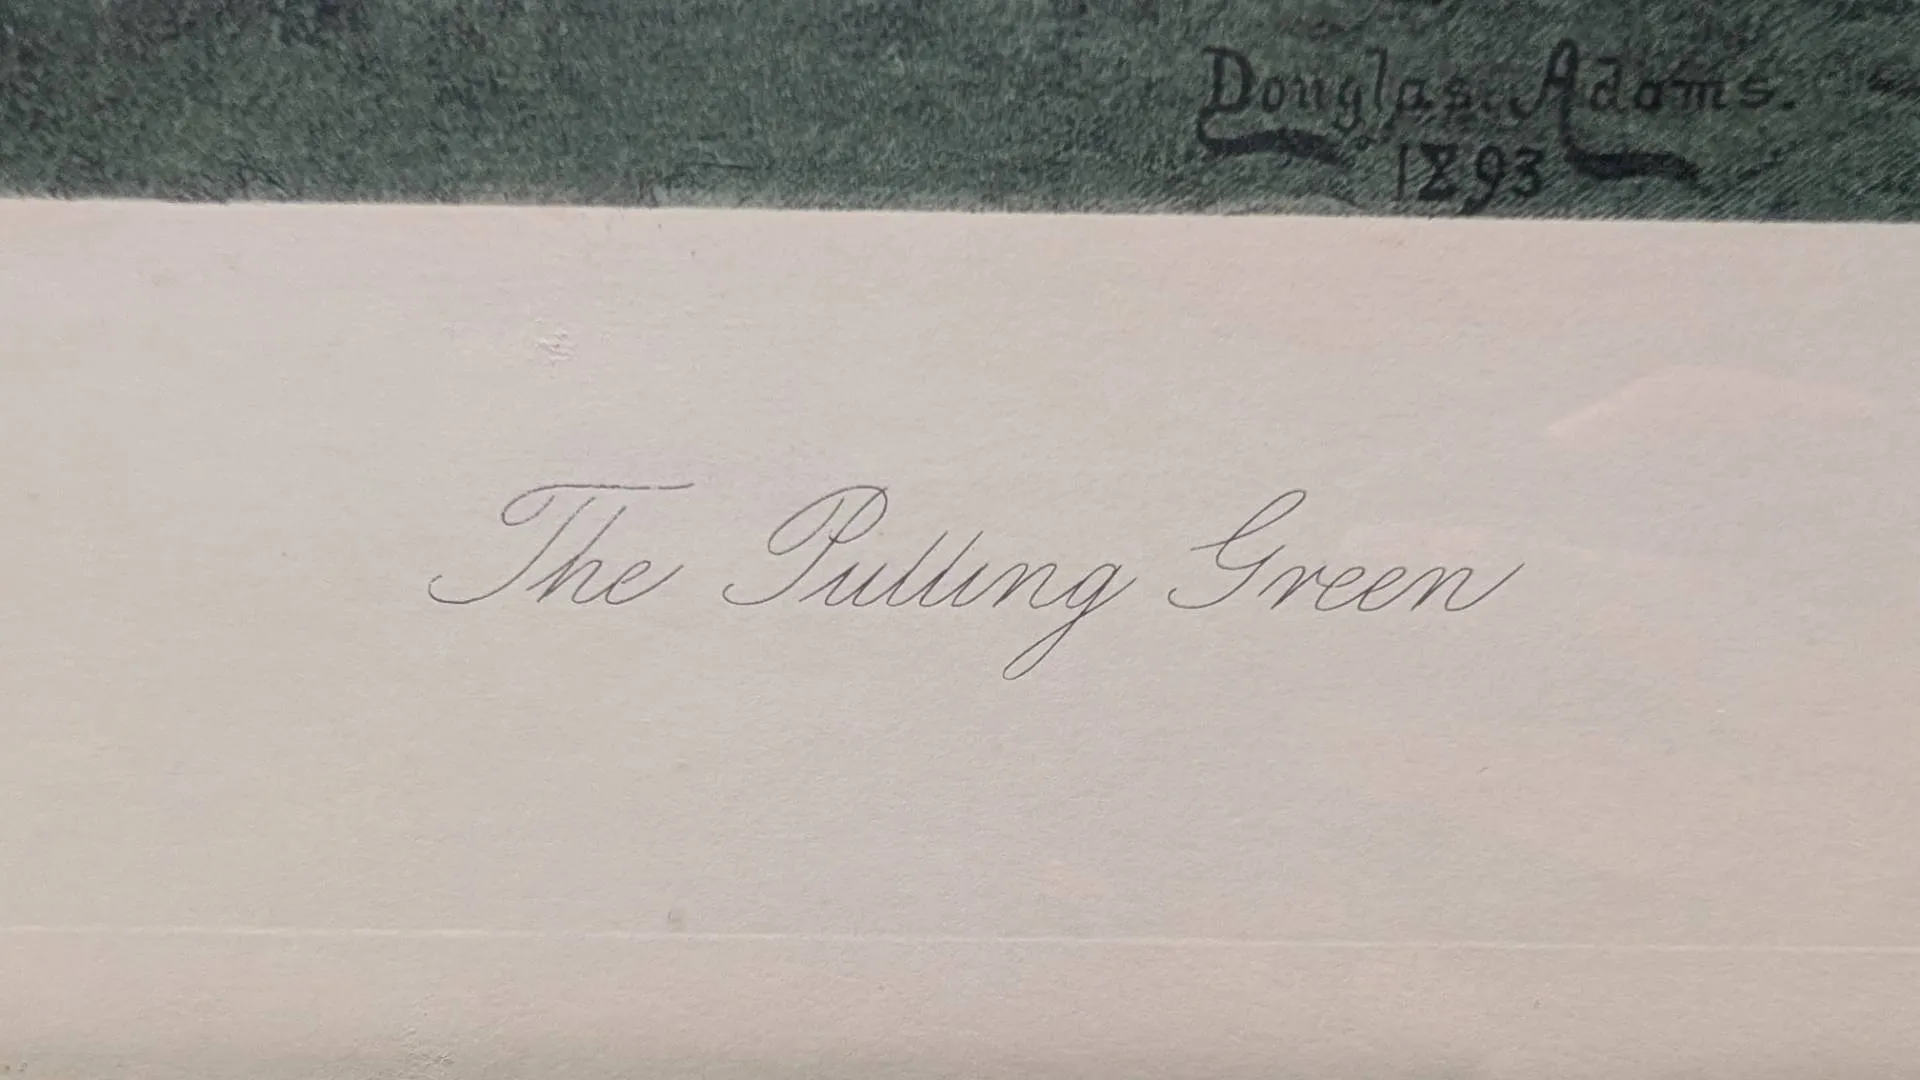 Douglas Adams.
1893
The Putting Green